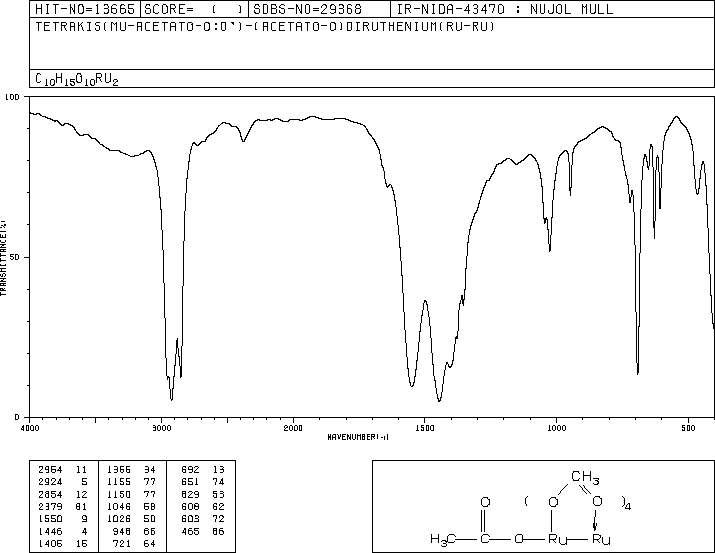 HIT-NO=13665 SCORE= ( ) SDBS-NO=29368 IR-NIDA-43470 : NUJOL MULL
TETRAKIS(MU-ACETATO-O:O')-(ACETATO-O)DIRUTHENIUM(RU-RU)
C10H15O10RU2
100
TRANSMITTANCE(%)
50
0
4000 3000 2000 1500 1000 500
WAVENUMBER(-1)
2954 11 1366 34 692 13
2924 5 1155 77 651 74
2854 12 1150 77 629 53
2379 81 1046 58 608 62
1550 9 1026 50 603 72
1446 4 948 66 465 66
1405 15 721 64
CH3
O ( O O )4
H3C C O Ru Ru